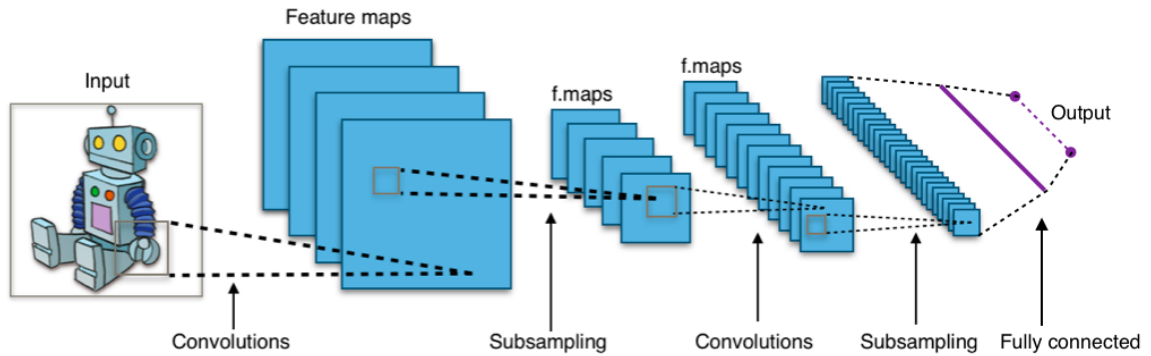 Feature maps
f.maps
Input
f.maps
Output
Convolutions
Subsampling
Convolutions
Subsampling
Fully connected